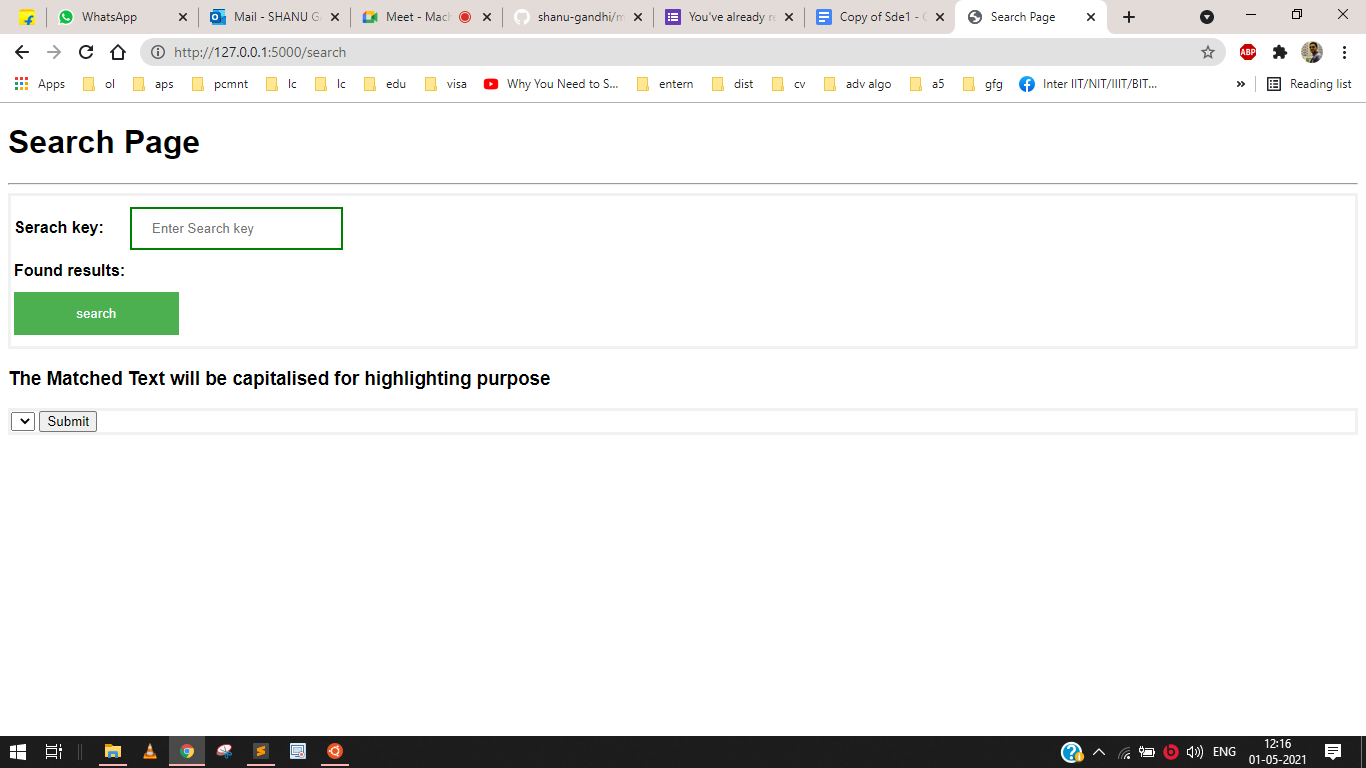 WhatsApp
Mail - SHANU G
Meet - Mach
shanu-gandhi/m
You've already re
Copy of Sde1 -
Search Page
http://127.0.0.1:5000/search
ABP
Apps ol aps pcmnt lc lc edu visa Why You Need to S... entern dist cv adv algo a5 gfg Inter IIT/NIT/IIIT/BIT... » Reading list
Search Page
Serach key: Enter Search key
Found results:
search
The Matched Text will be capitalised for highlighting purpose
Submit
ENG
12:16
01-05-2021